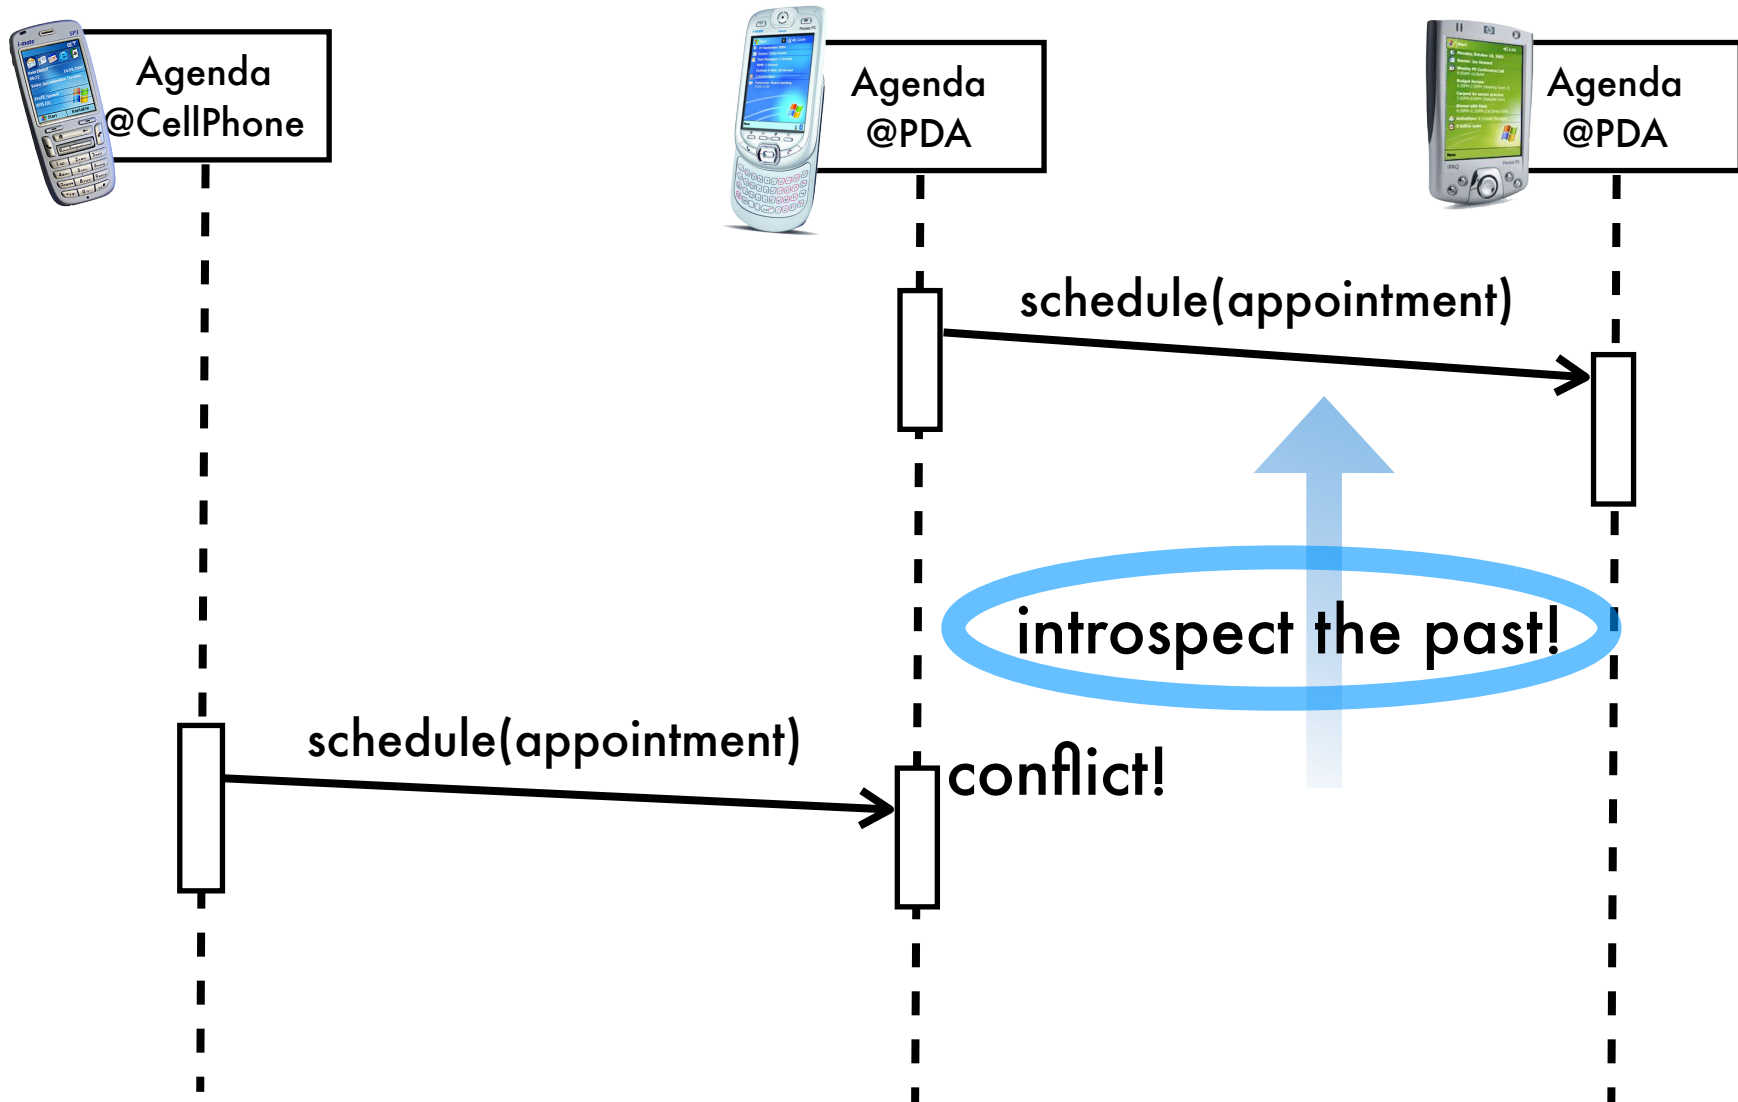 Agenda
@CellPhone
Agenda
@PDA
Agenda
@PDA
schedule(appointment)
introspect the past!
schedule(appointment)
conflict!